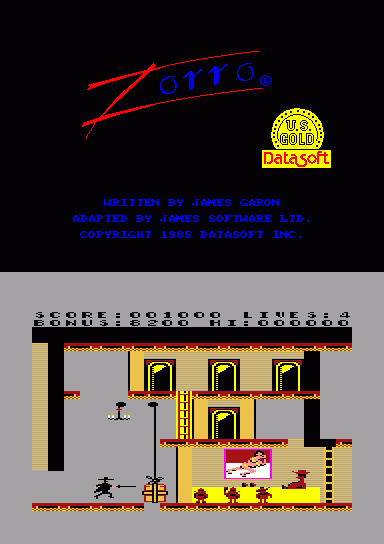 Zorro®
U.S.
GOLD
Datasoft
WRITTEN BY JAMES GARON
ADAPTED BY JAMES SOFTWARE LTD.
COPYRIGHT 1985 DATASOFT INC.
SCORE:001000 LIVES:4
BONUS:8200 HI:000000